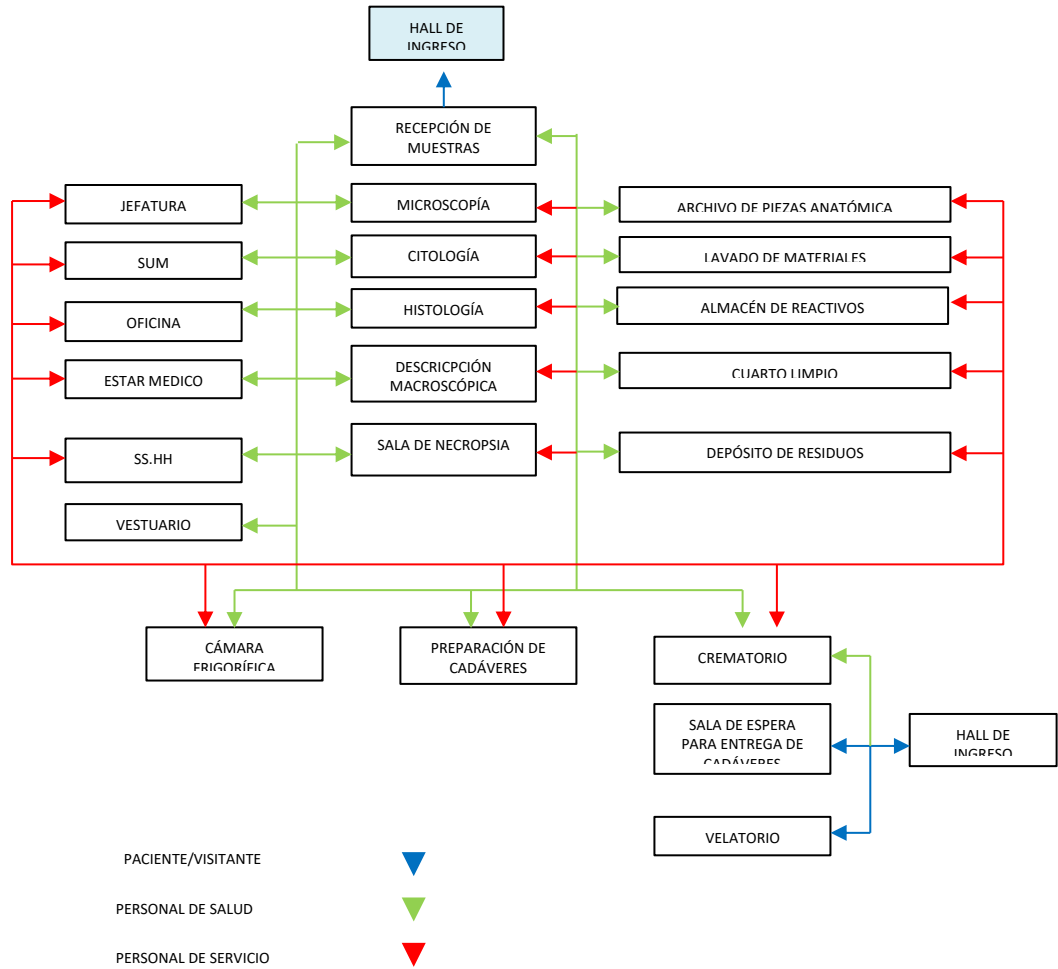 HALL DE
INGRESO
RECEPCIÓN DE
MUESTRAS
JEFATURA
MICROSCOPÍA
ARCHIVO DE PIEZAS ANATÓMICA
SUM
CITOLOGÍA
LAVADO DE MATERIALES
OFICINA
HISTOLOGÍA
ALMACÉN DE REACTIVOS
ESTAR MEDICO
DESCRICPCIÓN
MACROSCÓPICA
CUARTO LIMPIO
SS.HH
SALA DE NECROPSIA
DEPÓSITO DE RESIDUOS
VESTUARIO
CÁMARA
FRIGORÍFICA
PREPARACIÓN DE
CADÁVERES
CREMATORIO
SALA DE ESPERA
PARA ENTREGA DE
CADÁVERES
HALL DE
INGRESO
VELATORIO
PACIENTE/VISITANTE
PERSONAL DE SALUD
PERSONAL DE SERVICIO